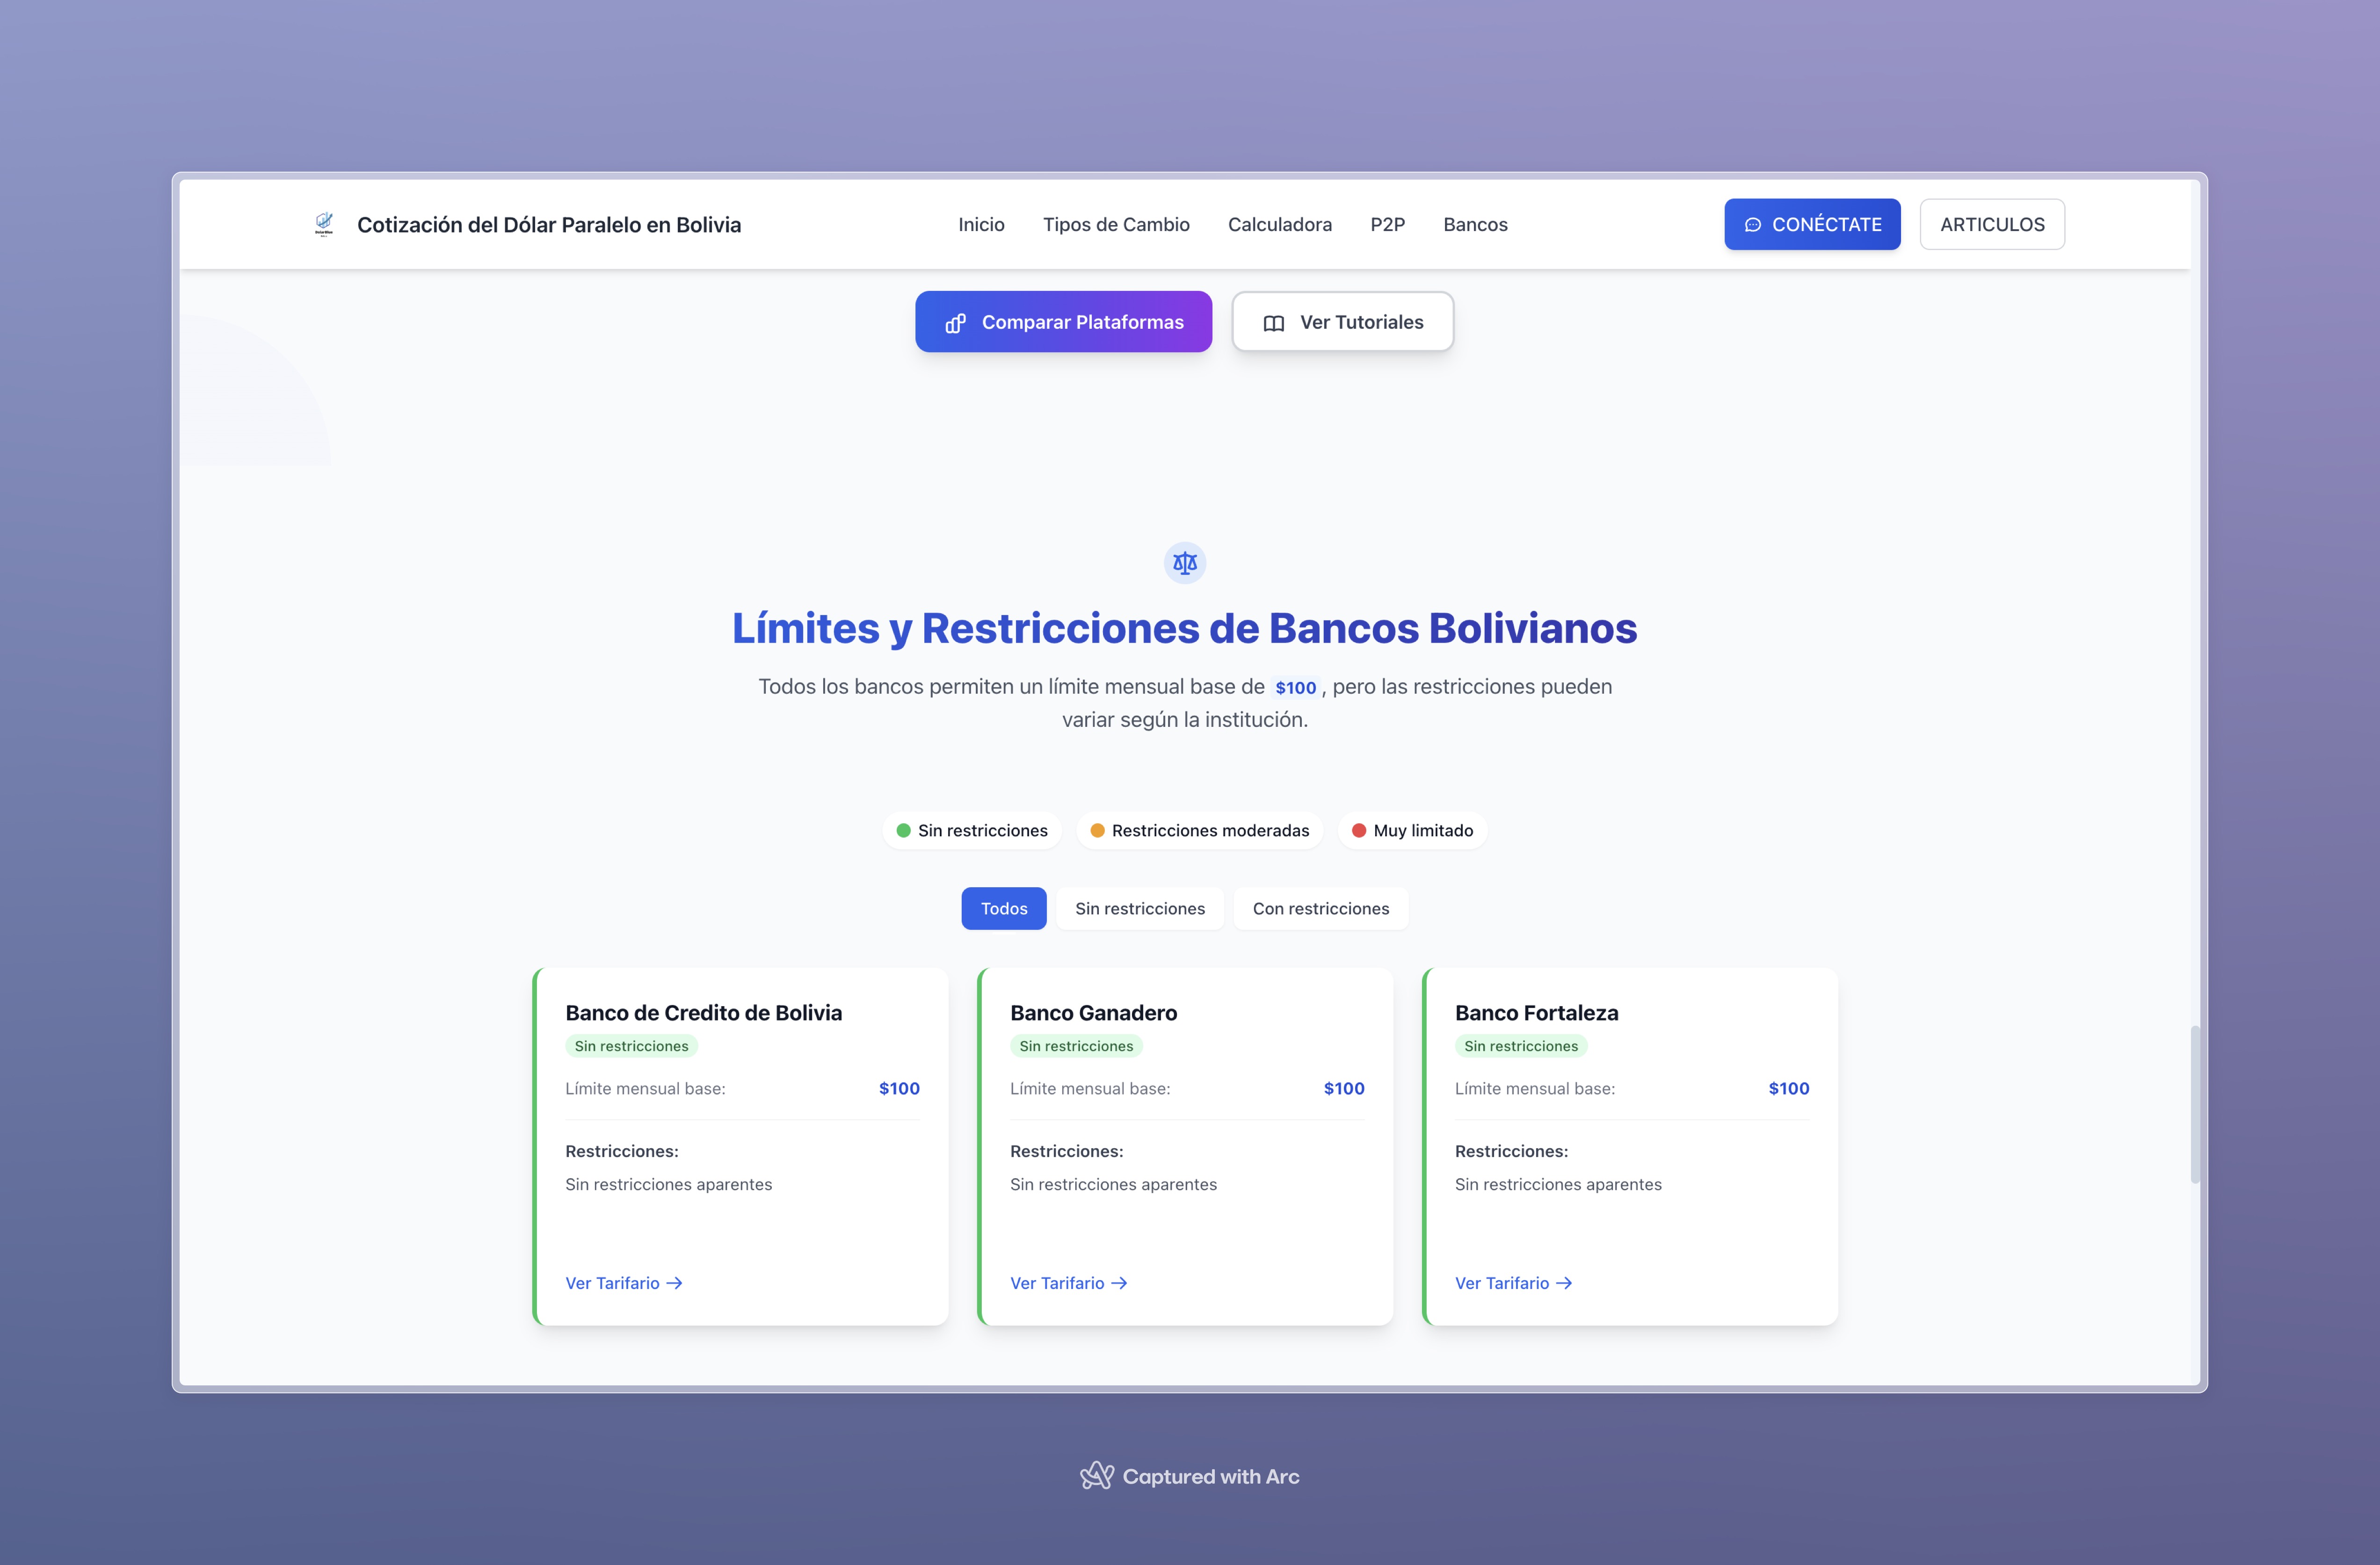 Cotización del Dólar Paralelo en Bolivia
Inicio
Tipos de Cambio
Calculadora
P2P
Bancos
CONÉCTATE
ARTICULOS
Comparar Plataformas
Ver Tutoriales
Límites y Restricciones de Bancos Bolivianos
Todos los bancos permiten un límite mensual base de $100, pero las restricciones pueden
variar según la institución.
Sin restricciones
Restricciones moderadas
Muy limitado
Todos
Sin restricciones
Con restricciones
Banco de Credito de Bolivia
Sin restricciones
Límite mensual base: $100
Restricciones:
Sin restricciones aparentes
Ver Tarifario →
Banco Ganadero
Sin restricciones
Límite mensual base: $100
Restricciones:
Sin restricciones aparentes
Ver Tarifario →
Banco Fortaleza
Sin restricciones
Límite mensual base: $100
Restricciones:
Sin restricciones aparentes
Ver Tarifario →
Captured with Arc